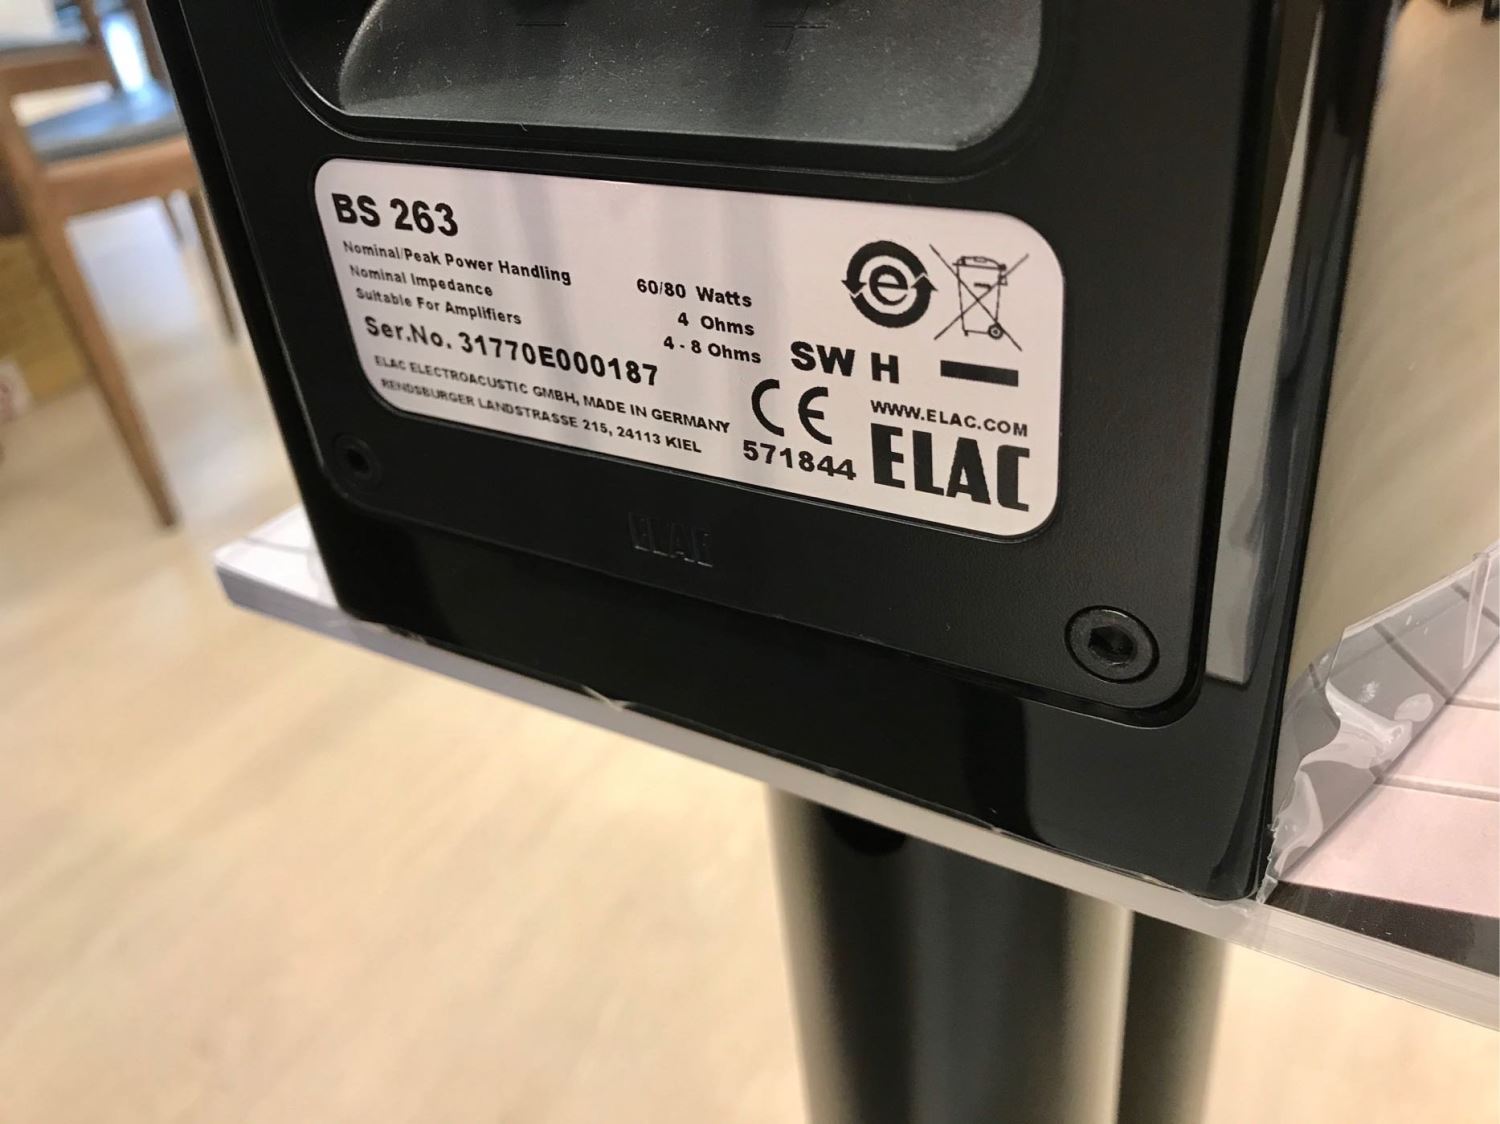 BS 263
Nominal/Peak Power Handling 60/80 Watts
Nominal Impedance 4 Ohms
Suitable For Amplifiers 4 - 8 Ohms
Ser.No. 31770E000187
ELAC ELECTROACUSTIC GMBH, MADE IN GERMANY
RENDSBURGER LANDSTRASSE 215, 24113 KIEL
e
SW H
CE
571844
WWW.ELAC.COM
ELAC
ELAC